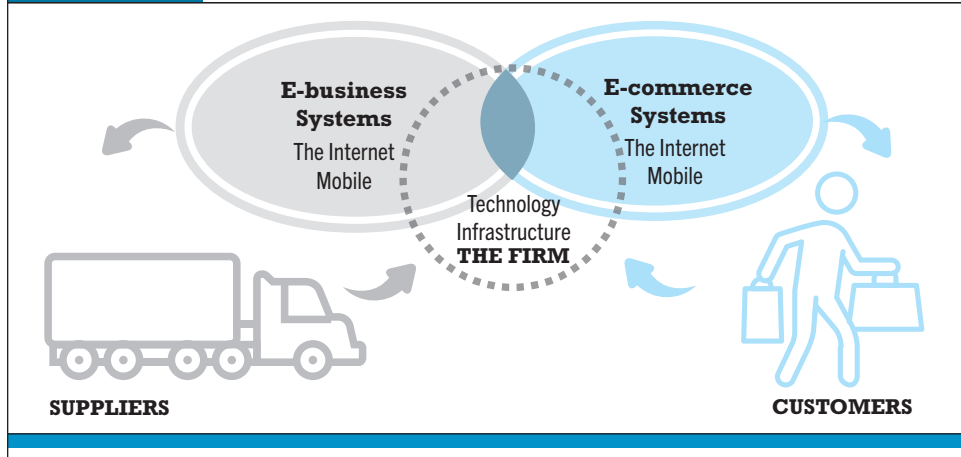 E-business
Systems
The Internet
Mobile
E-commerce
Systems
The Internet
Mobile
Technology
Infrastructure
THE FIRM
SUPPLIERS
CUSTOMERS